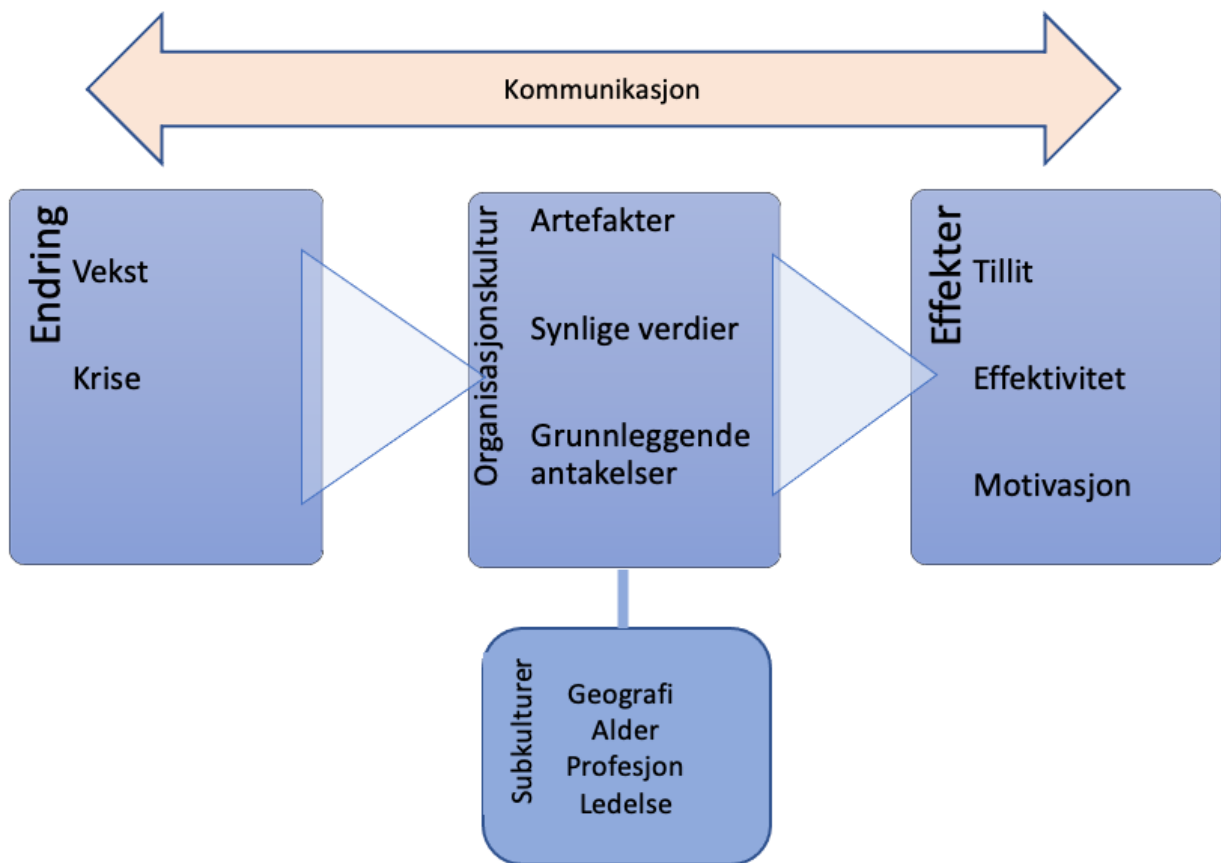 Kommunikasjon
Endring
Vekst
Krise
Organisasjonskultur
Artefakter
Synlige verdier
Grunnleggende
antakelser
Effekter
Tillit
Effektivitet
Motivasjon
Subkulturer
Geografi
Alder
Profesjon
Ledelse